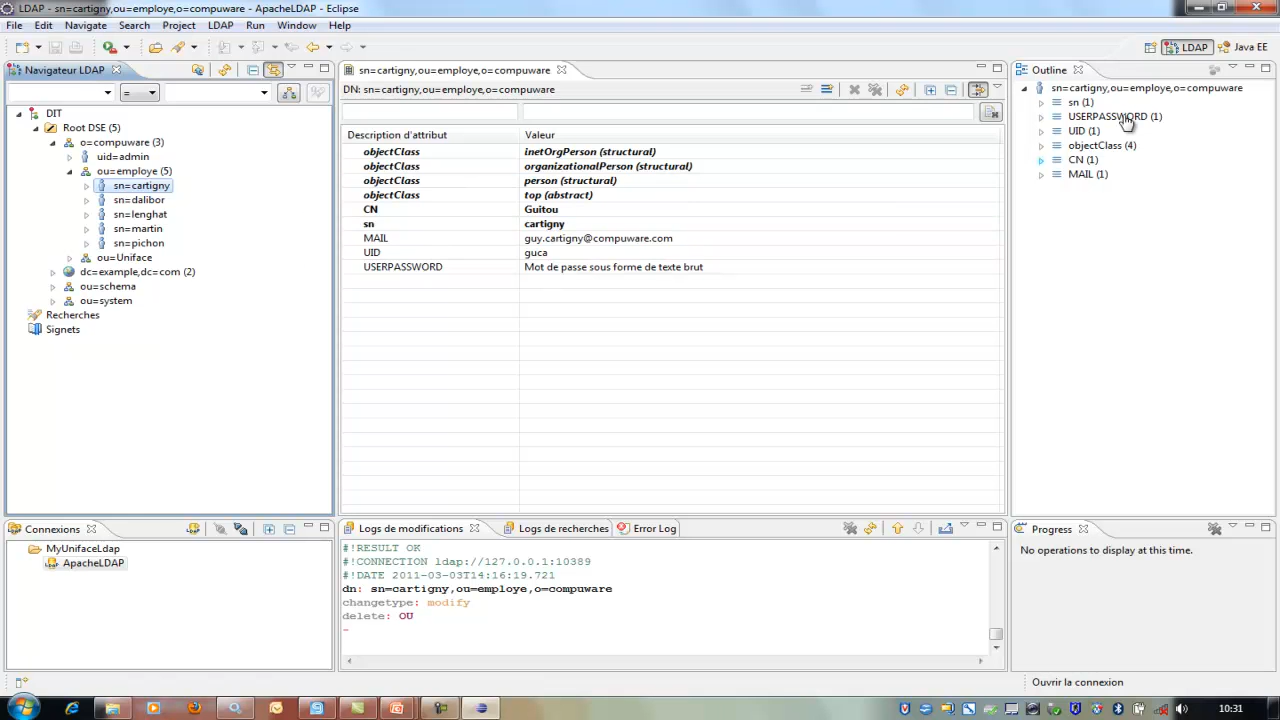 LDAP - sn=cartigny,ou=employe,o=compuware - ApacheLDAP - Eclipse
File Edit Navigate Search Project LDAP Run Window Help
LDAP Java EE
Navigateur LDAP
=
DIT
Root DSE (5)
o=compuware (3)
uid=admin
ou=employe (5)
sn=cartigny
sn=dalibor
sn=lenghat
sn=martin
sn=pichon
ou=Uniface
dc=example,dc=com (2)
ou=schema
ou=system
Recherches
Signets
Connexions
MyUnifaceLdap
ApacheLDAP
sn=cartigny,ou=employe,o=compuware
DN: sn=cartigny,ou=employe,o=compuware
Description d'attribut Valeur
objectClass inetOrgPerson (structural)
objectClass organizationalPerson (structural)
objectClass person (structural)
objectClass top (abstract)
CN Guitou
sn cartigny
MAIL guy.cartigny@compuware.com
UID guca
USERPASSWORD Mot de passe sous forme de texte brut
Logs de modifications Logs de recherches Error Log
#!RESULT OK
#!CONNECTION ldap://127.0.0.1:10389
#!DATE 2011-03-03T14:16:19.721
dn: sn=cartigny,ou=employe,o=compuware
changetype: modify
delete: OU
-
Outline
sn=cartigny,ou=employe,o=compuware
sn (1)
USERPASSWORD (1)
UID (1)
objectClass (4)
CN (1)
MAIL (1)
Progress
No operations to display at this time.
Ouvrir la connexion
10:31